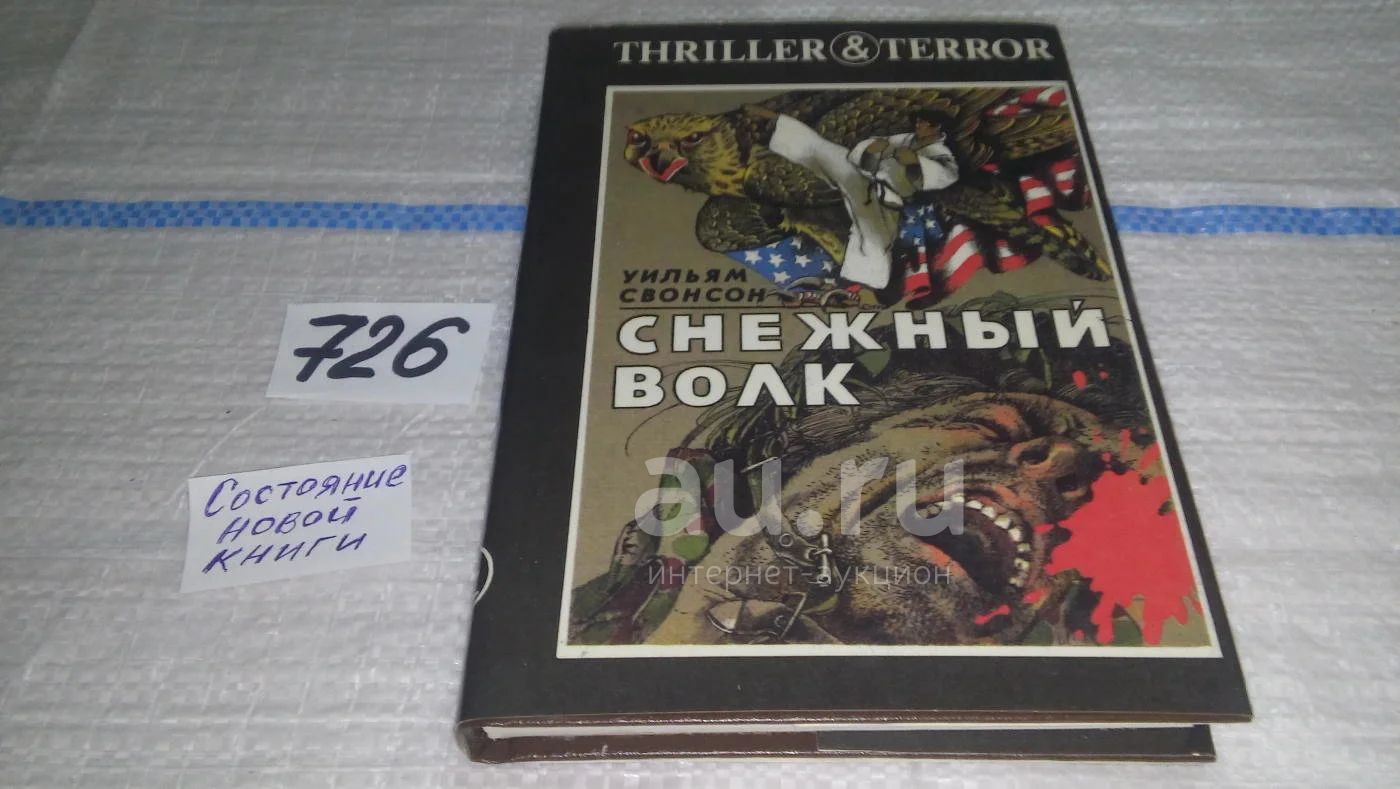 THRILLER & TERROR
УИЛЬЯМ
СВОНСОН
СНЕЖНЫЙ
ВОЛК
726
Состояние
новой
книги
au.ru
интернет-аукцион